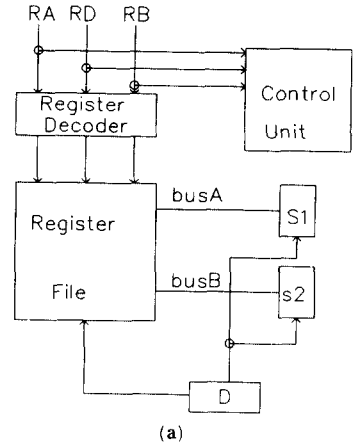 RA RD RB
Register
Decoder
Control
Unit
Register
File
busA
S1
busB
s2
D
(a)